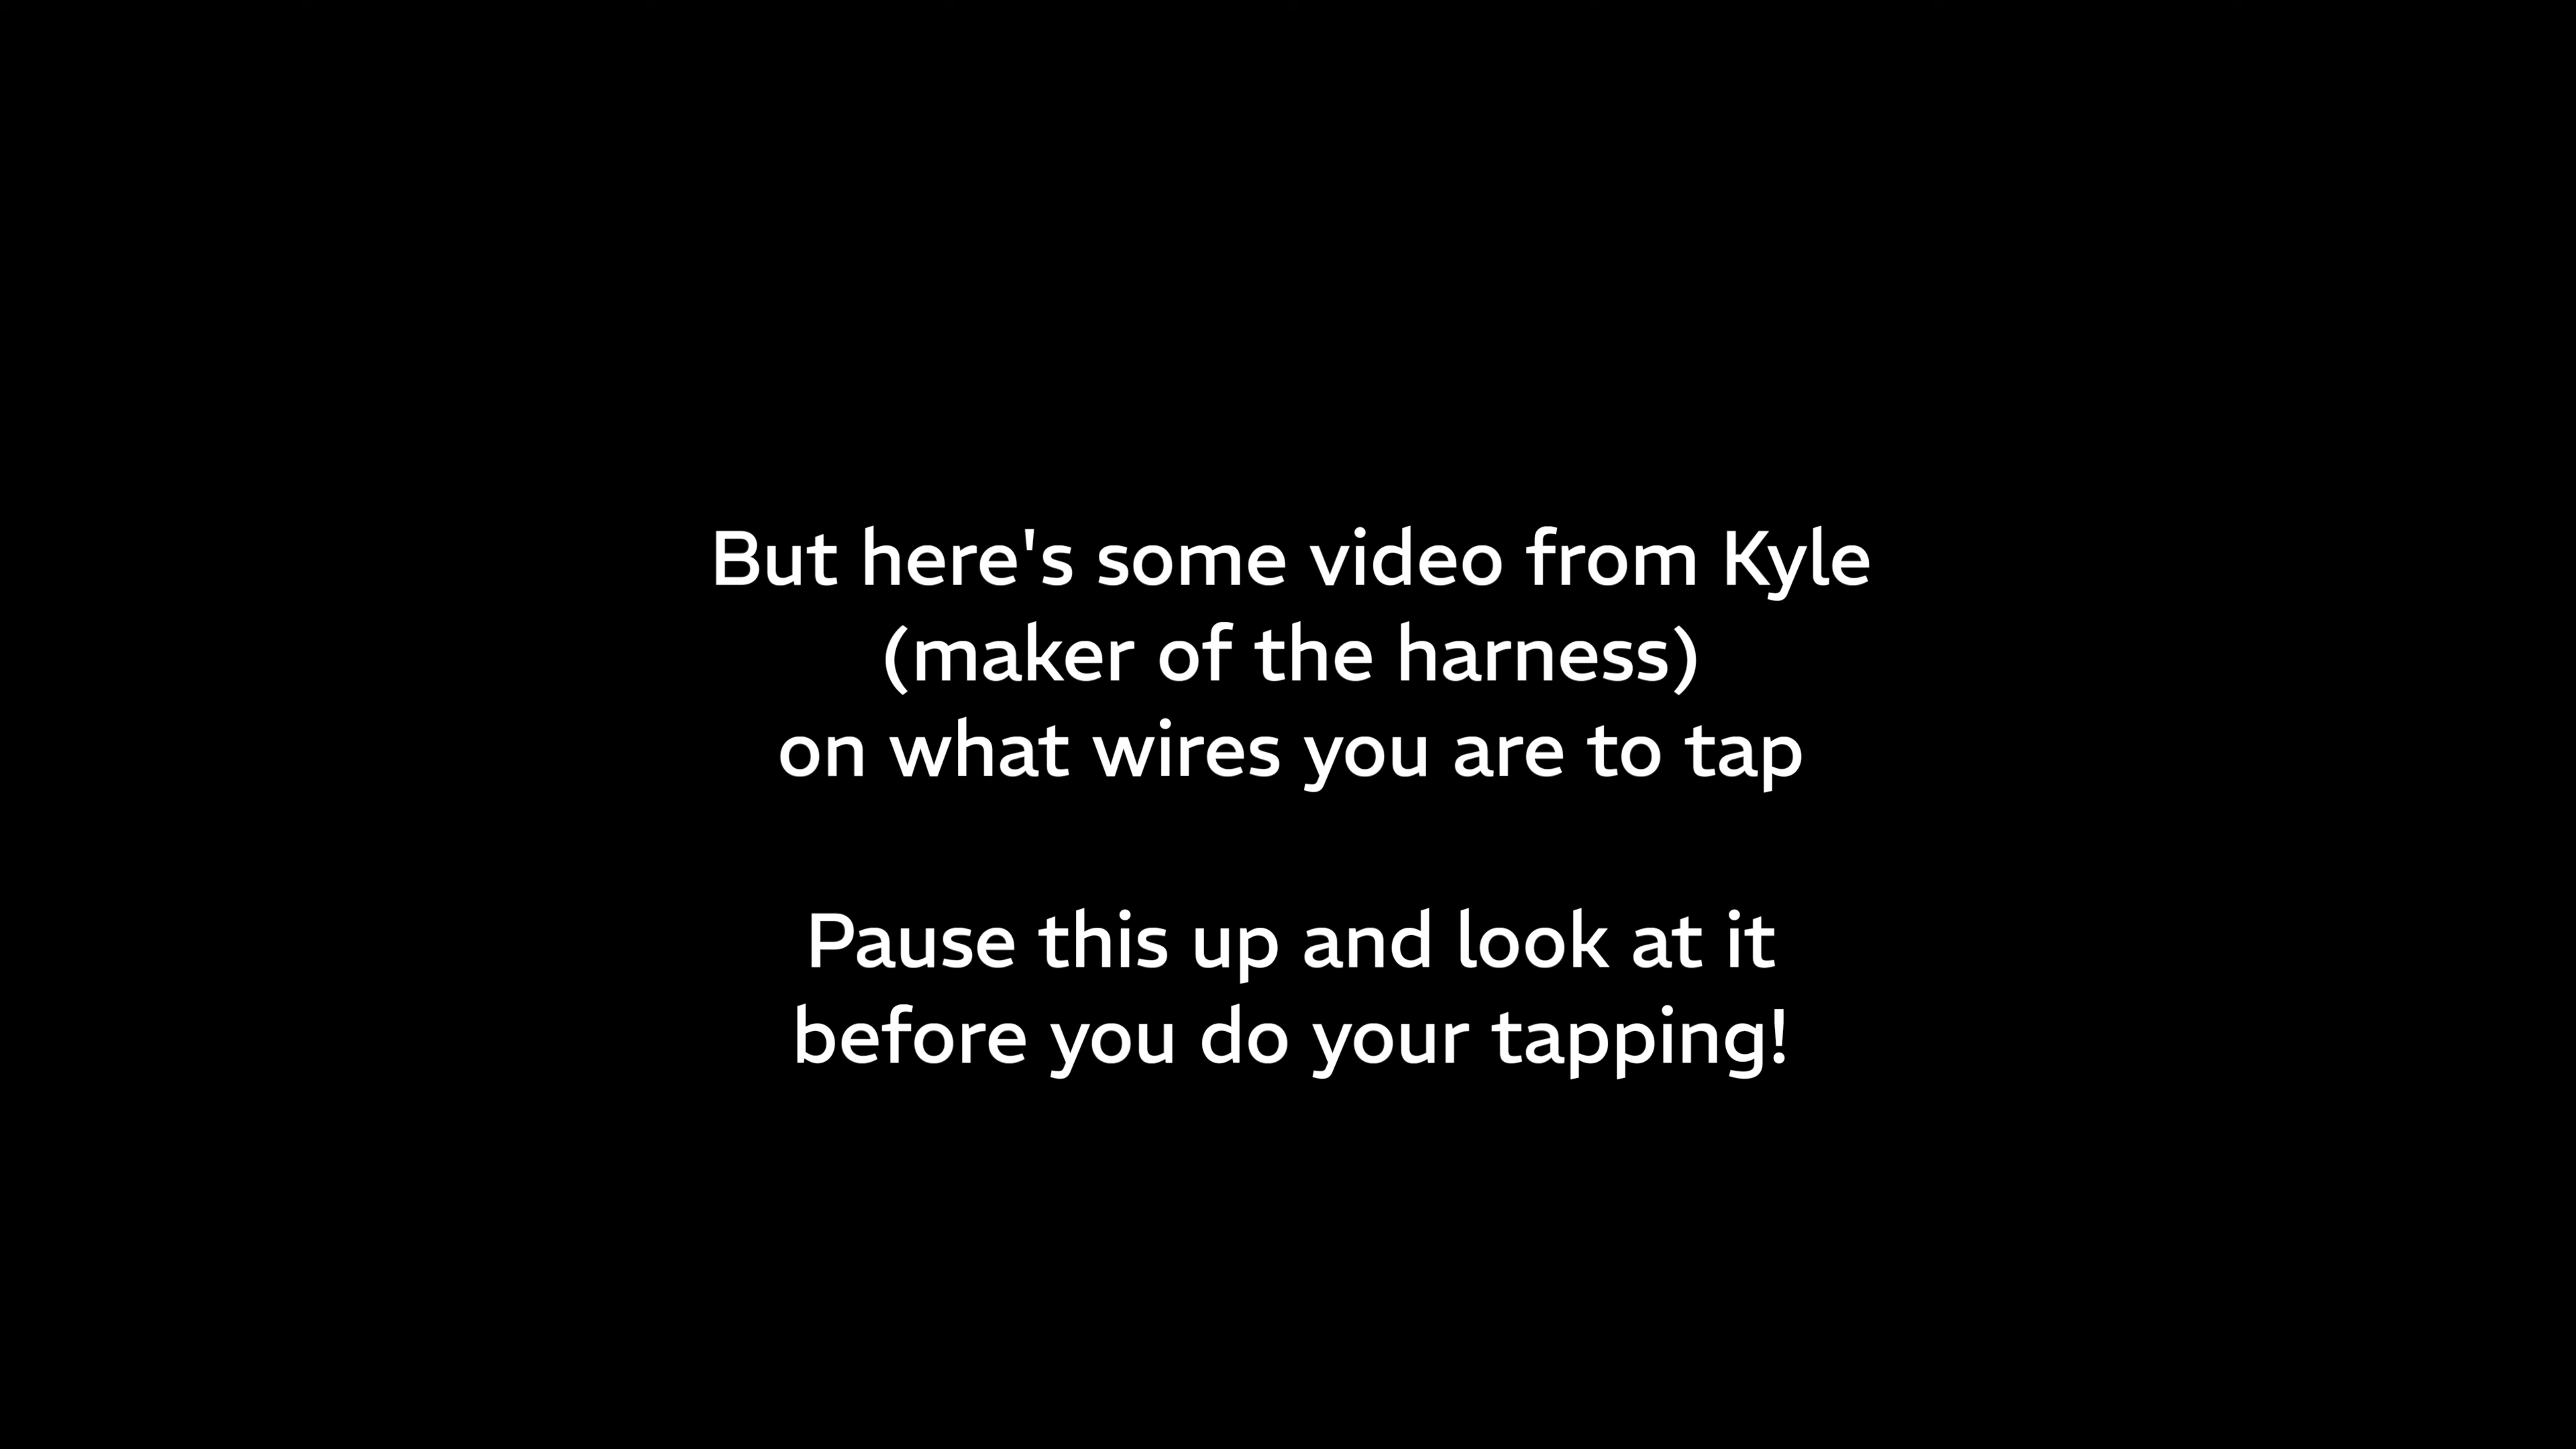 But here's some video from Kyle
(maker of the harness)
on what wires you are to tap
Pause this up and look at it
before you do your tapping!